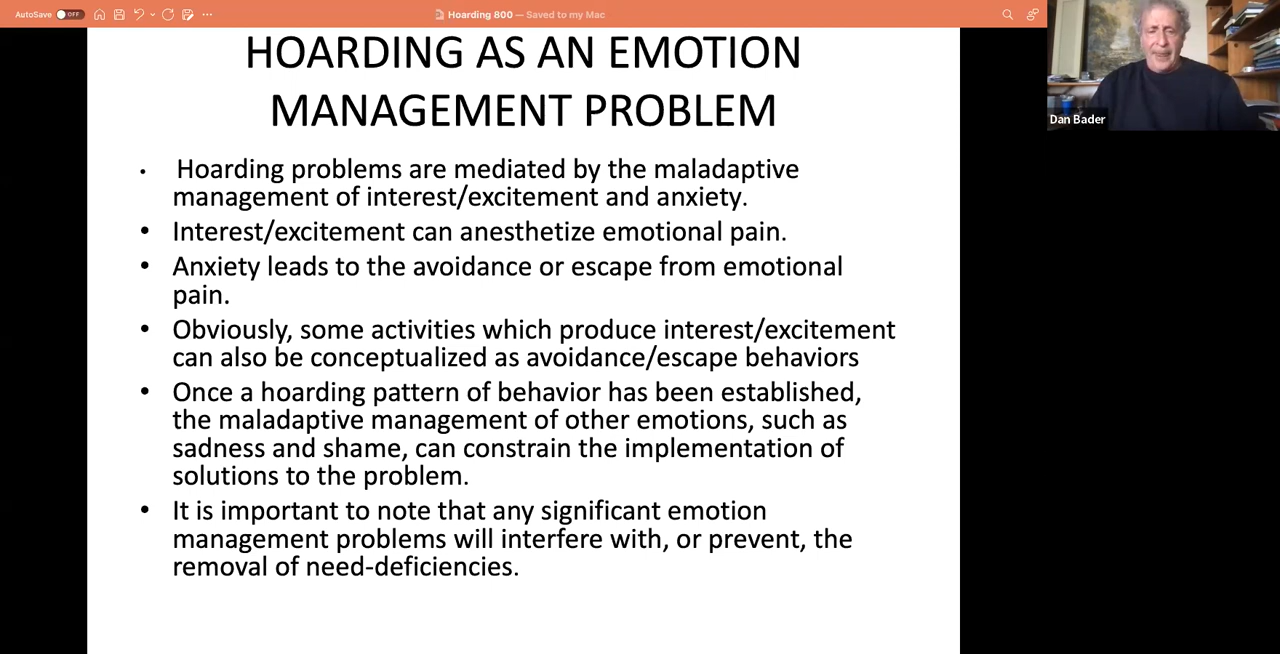 AutoSave OFF
Hoarding 800 — Saved to my Mac
HOARDING AS AN EMOTION
MANAGEMENT PROBLEM
• Hoarding problems are mediated by the maladaptive
management of interest/excitement and anxiety.
• Interest/excitement can anesthetize emotional pain.
• Anxiety leads to the avoidance or escape from emotional
pain.
• Obviously, some activities which produce interest/excitement
can also be conceptualized as avoidance/escape behaviors
• Once a hoarding pattern of behavior has been established,
the maladaptive management of other emotions, such as
sadness and shame, can constrain the implementation of
solutions to the problem.
• It is important to note that any significant emotion
management problems will interfere with, or prevent, the
removal of need-deficiencies.
Dan Bader